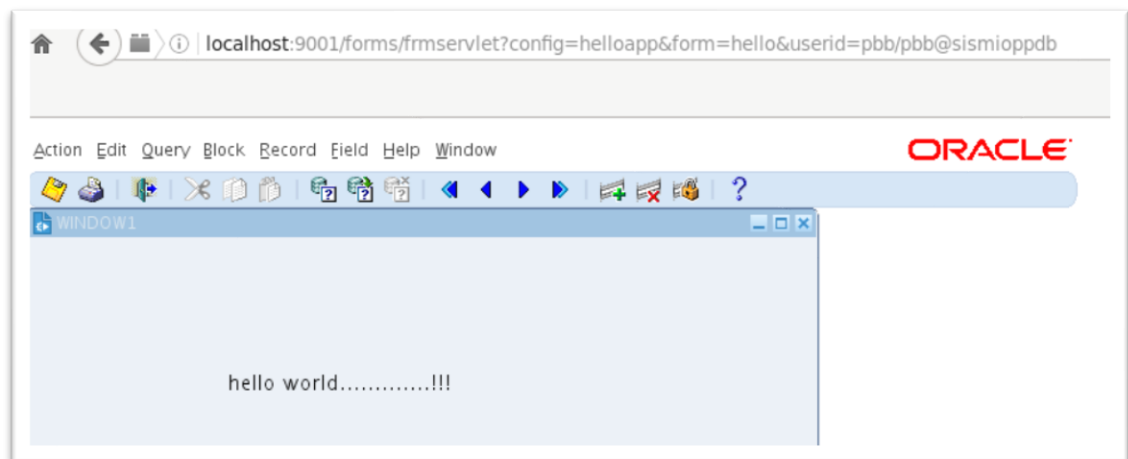 localhost:9001/forms/frmservlet?config=helloapp&form=hello&userid=pbb/pbb@sismioppdb
Action Edit Query Block Record Field Help Window
ORACLE
WINDOW1
hello world.............!!!